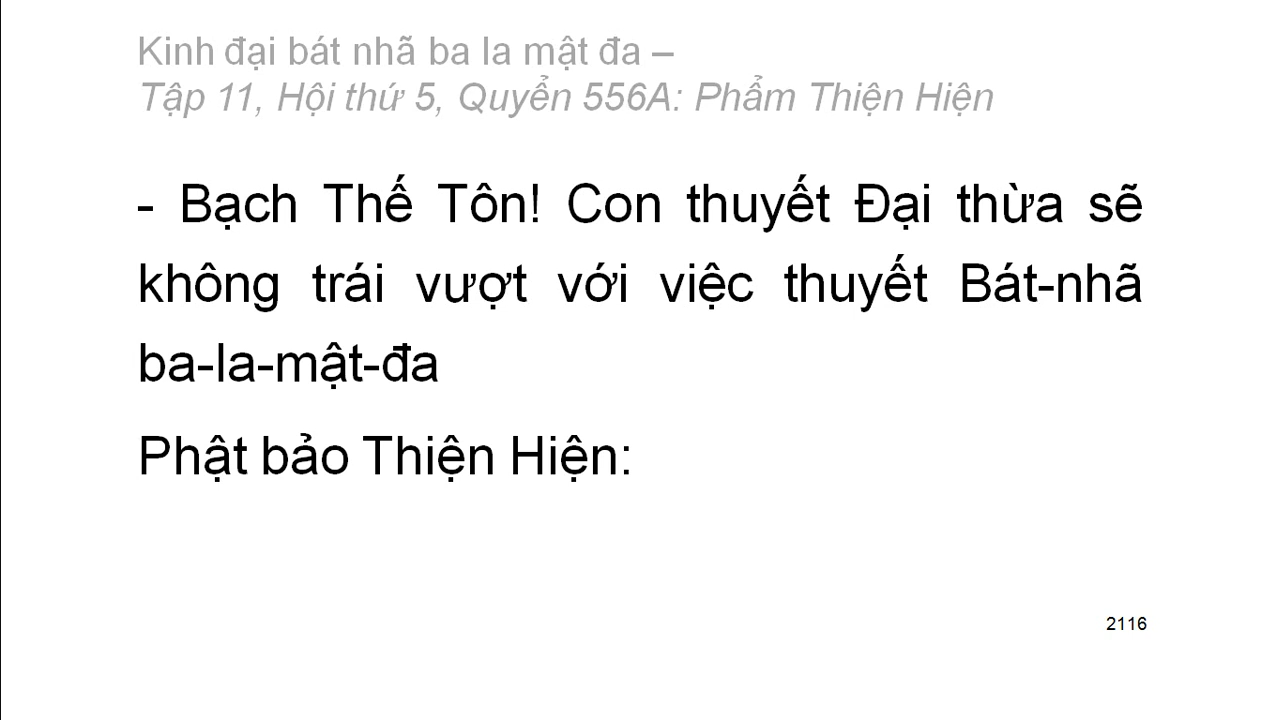 Kinh đại bát nhã ba la mật đa –
Tập 11, Hội thứ 5, Quyển 556A: Phẩm Thiện Hiện
- Bạch Thế Tôn! Con thuyết Đại thừa sẽ
không trái vượt với việc thuyết Bát-nhã
ba-la-mật-đa
Phật bảo Thiện Hiện:
2116